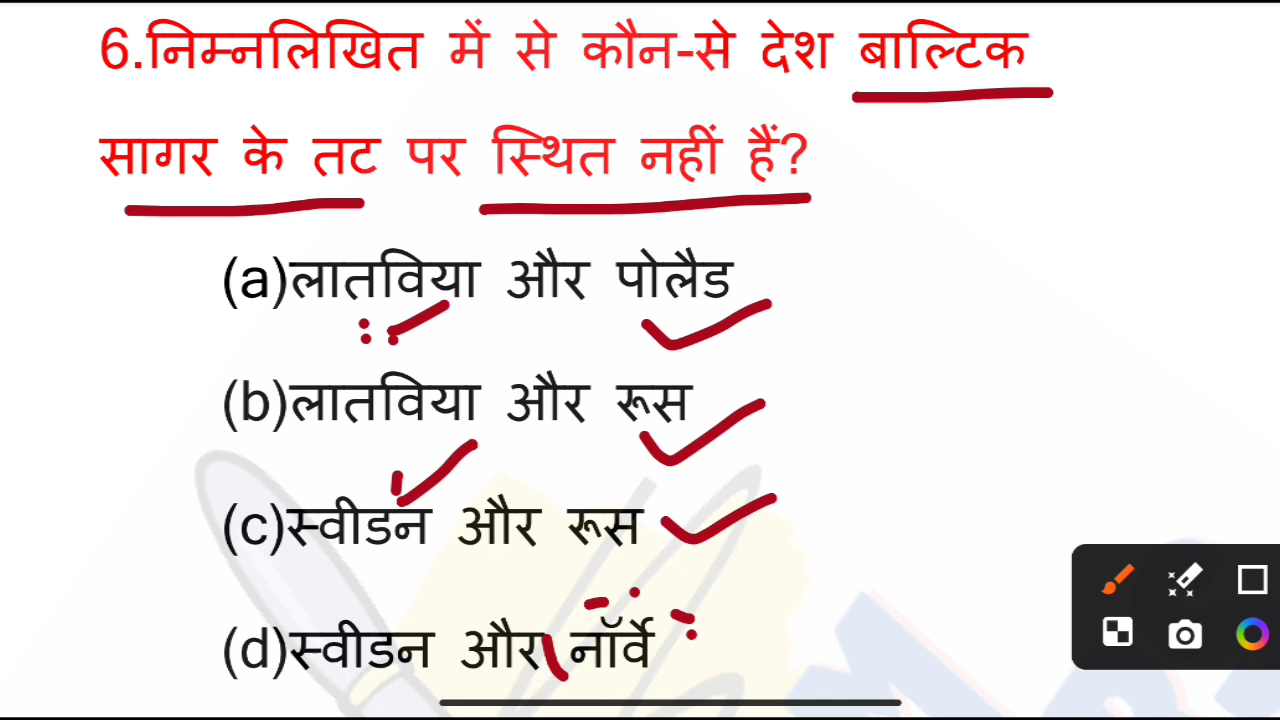 6.निम्नलिखित में से कौन-से देश बाल्टिक
सागर के तट पर स्थित नहीं हैं?
(a)लातविया और पोलैड
(b)लातविया और रूस
(c)स्वीडन और रूस
(d)स्वीडन और नॉर्वे